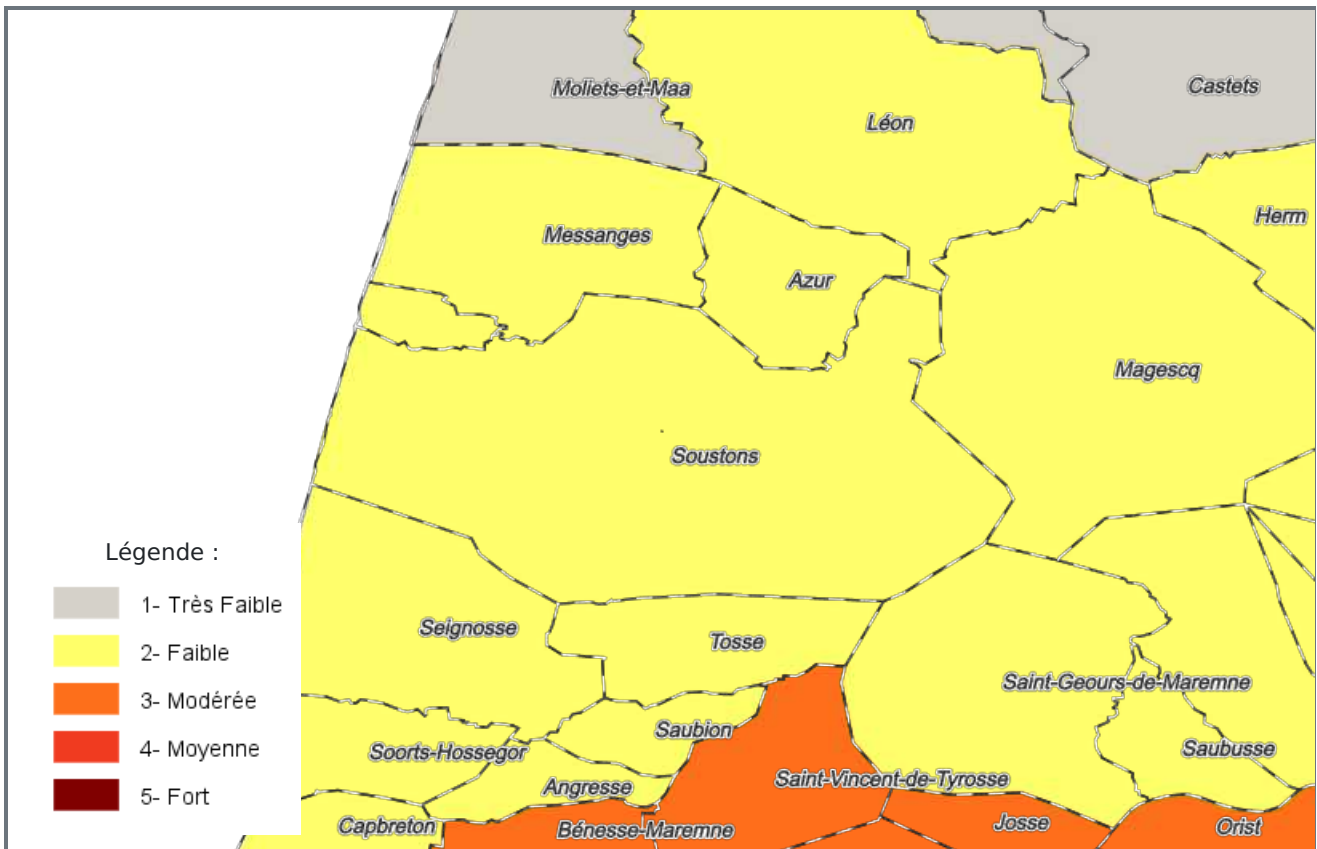 Moliets-et-Maa
Castets
Léon
Herm
Messanges
Azur
Magescq
Soustons
Légende :
1- Très Faible
2- Faible
3- Modérée
4- Moyenne
5- Fort
Seignosse
Tosse
Saint-Geours-de-Maremne
Saubion
Soorts-Hossegor
Saubusse
Saint-Vincent-de-Tyrosse
Angresse
Capbreton
Bénesse-Maremne
Josse
Orist